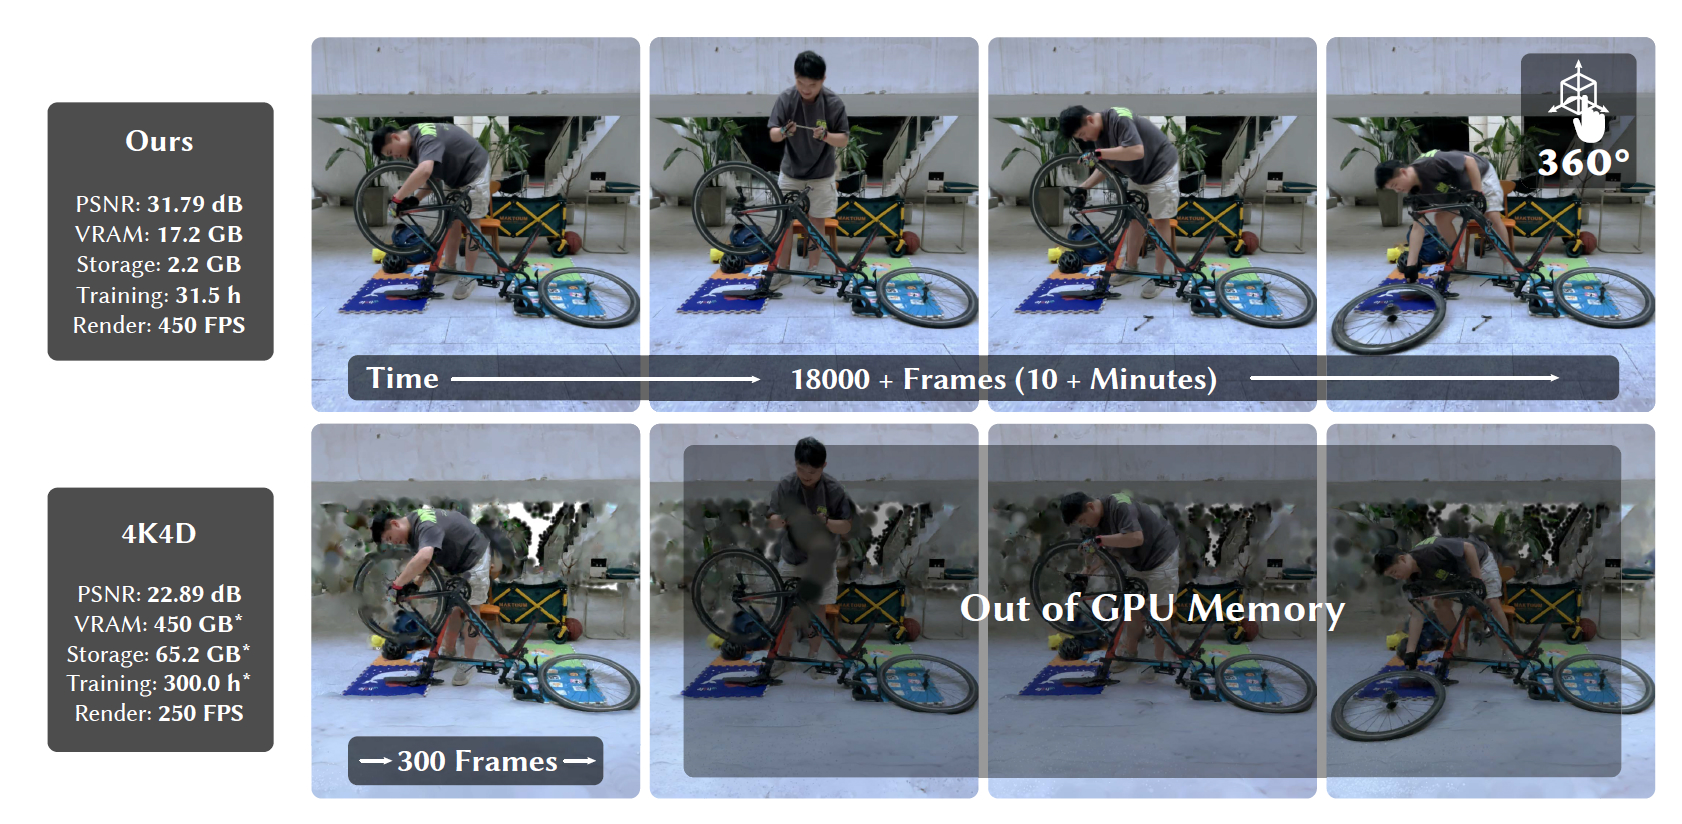 Ours
PSNR: 31.79 dB
VRAM: 17.2 GB
Storage: 2.2 GB
Training: 31.5 h
Render: 450 FPS
360°
Time
18000 + Frames (10 + Minutes)
4K4D
PSNR: 22.89 dB
VRAM: 450 GB*
Storage: 65.2 GB*
Training: 300.0 h*
Render: 250 FPS
300 Frames
Out of GPU Memory
MAKTOUM
MAKTOUM